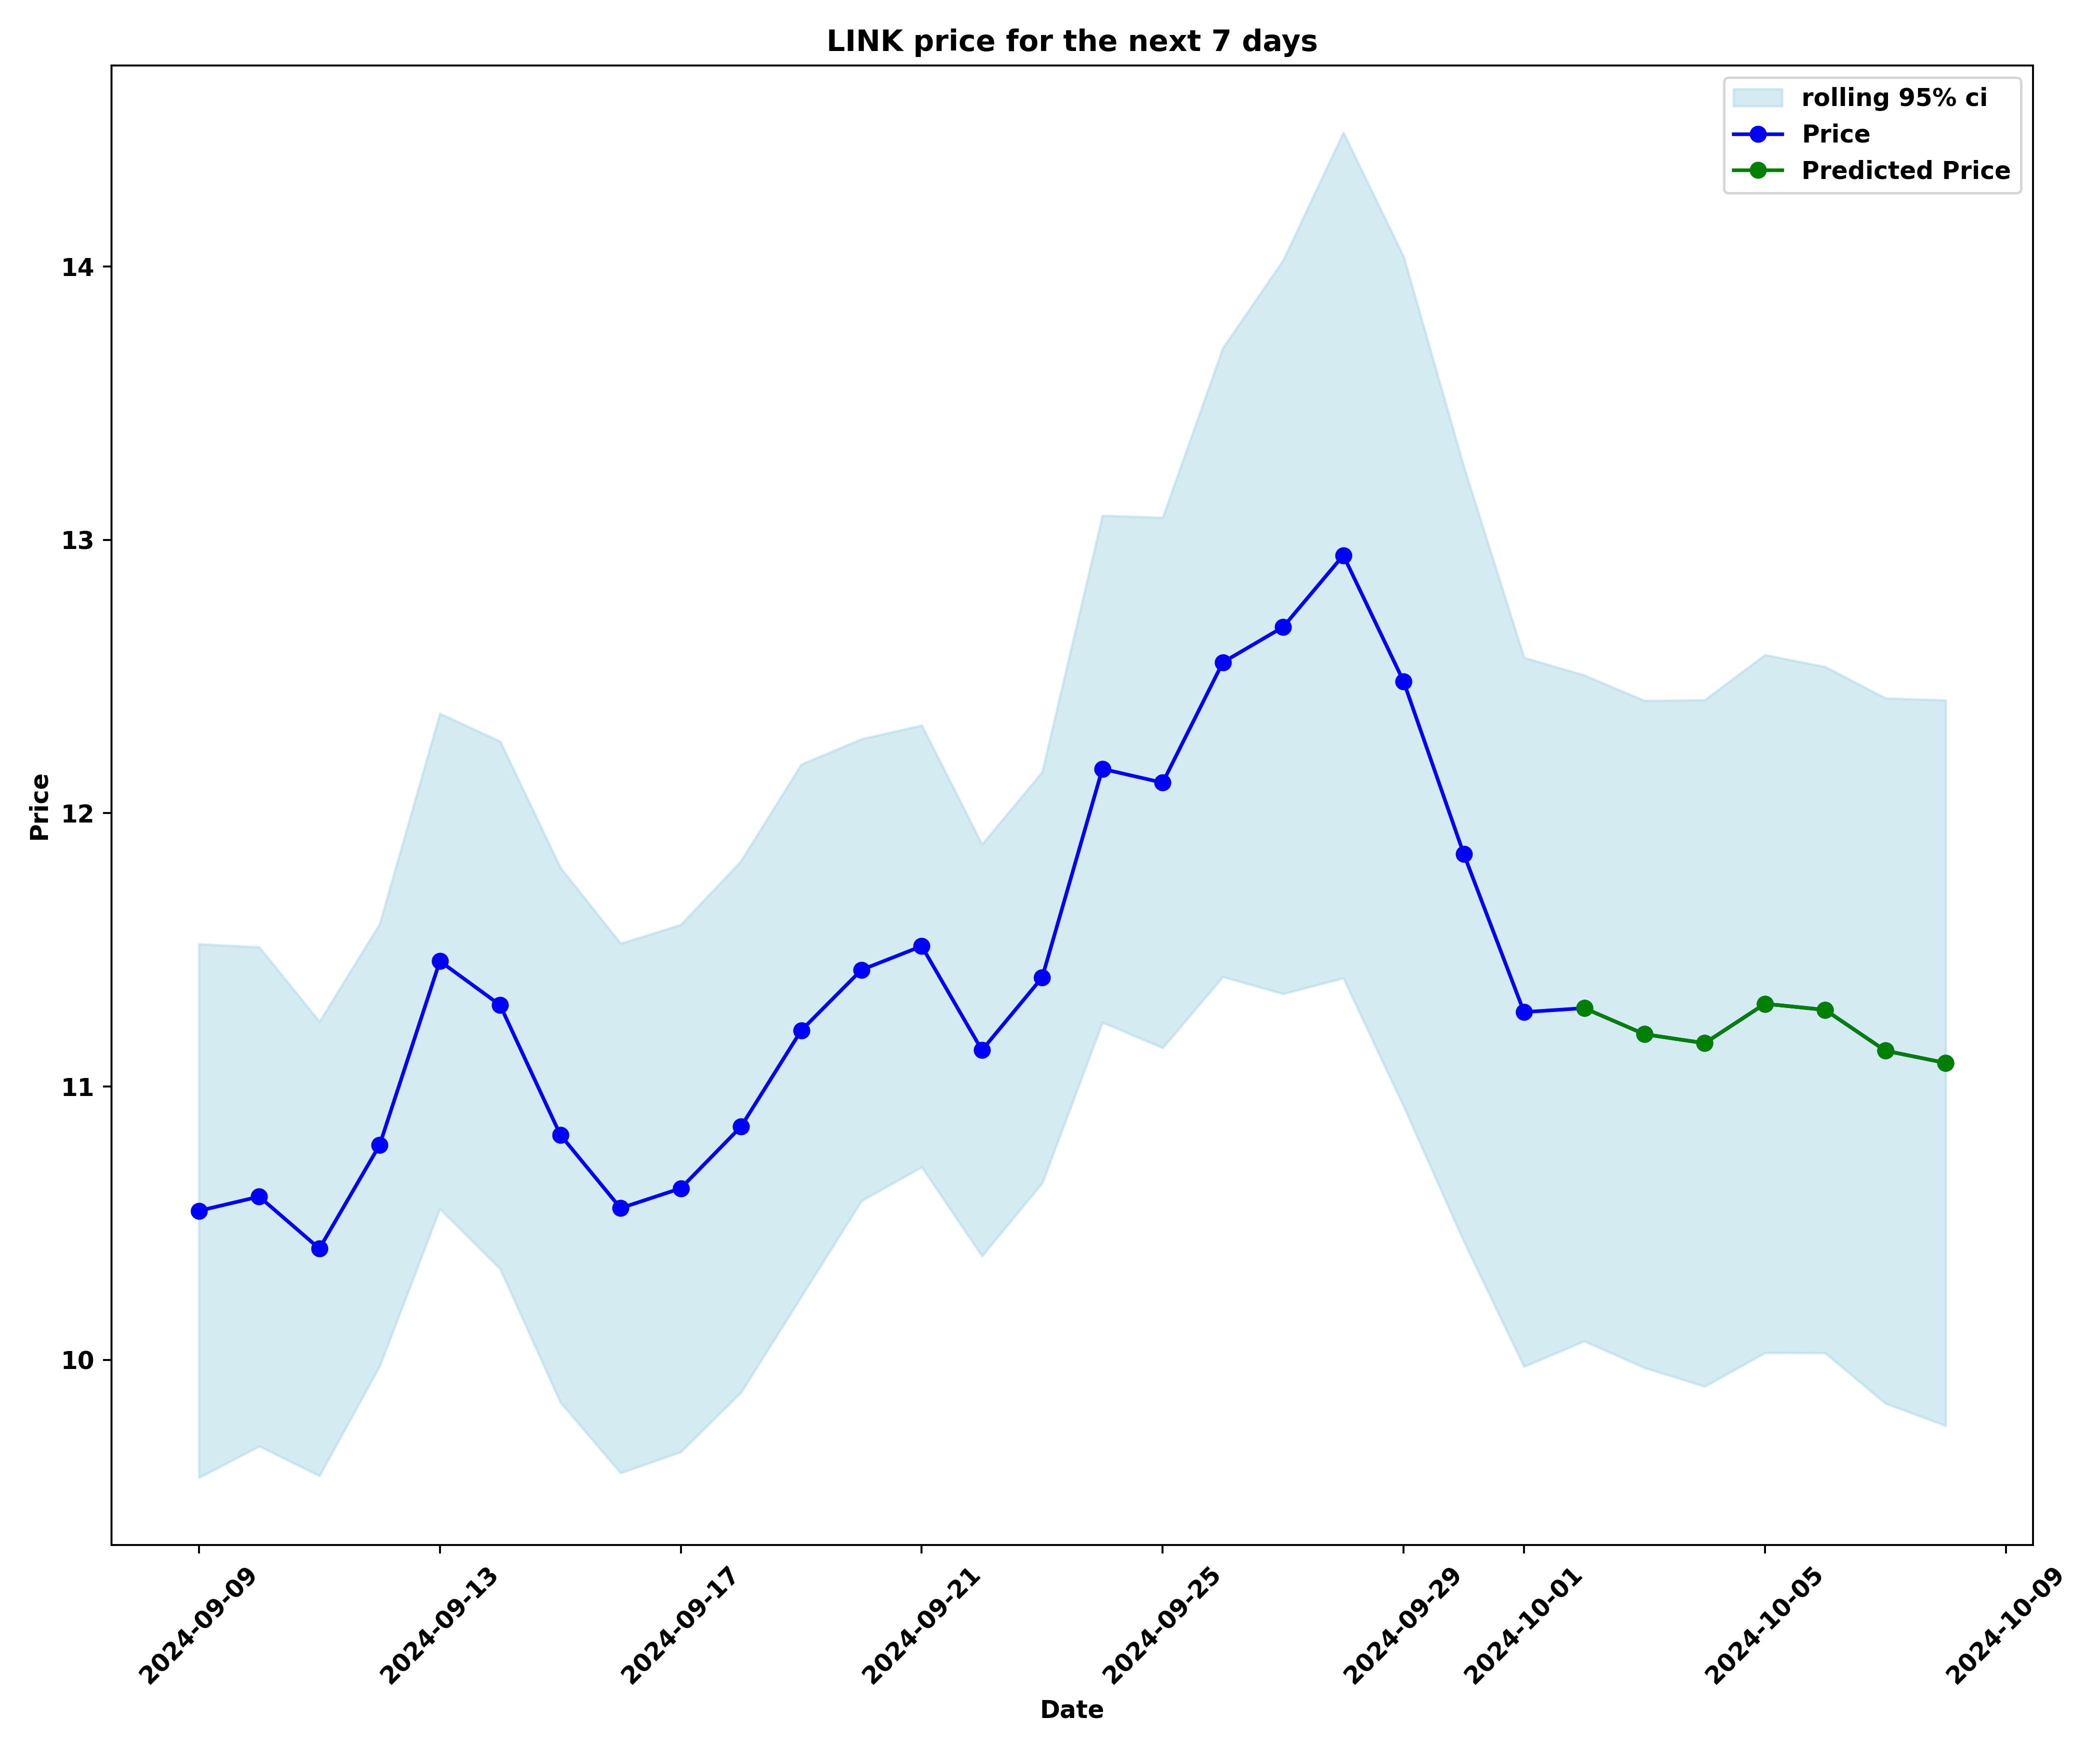 LINK price for the next 7 days
rolling 95% ci
Price
Predicted Price
14
13
12
11
10
Price
2024-09-09
2024-09-13
2024-09-17
2024-09-21
2024-09-25
2024-09-29
2024-10-01
2024-10-05
2024-10-09
Date